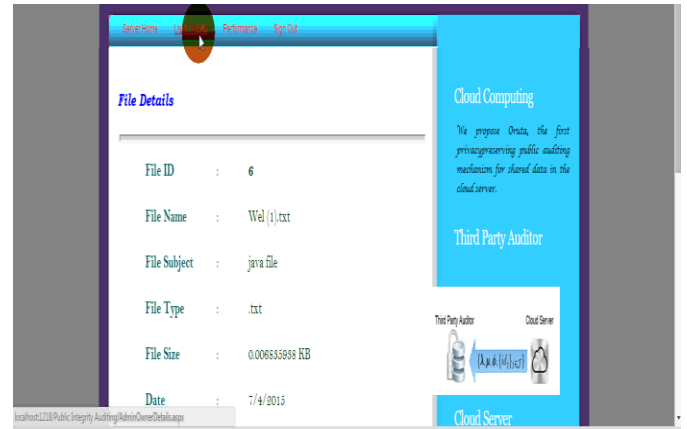 Server Home
Performance
Sign Out
File Details
File ID : 6
File Name : Wel (1).txt
File Subject : java file
File Type : .txt
File Size : 0.006835938 KB
Date : 7/4/2015
Cloud Computing
We propose Oruta, the first
privacypreserving public auditing
mechanism for shared data in the
cloud server.
Third Party Auditor
Third Party Auditor
Cloud Server
Cloud Server
localhost:1218/Public Integrity Auditing/AdminOwnerDetails.aspx